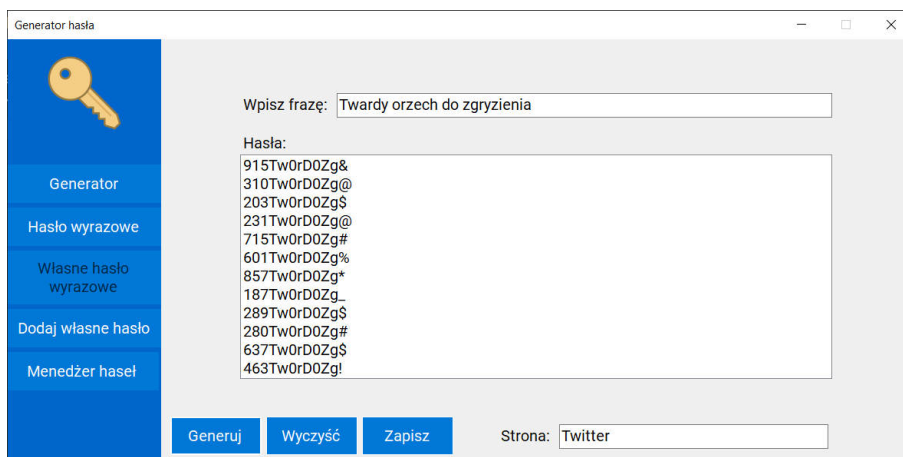 Generator hasła
Generator
Hasło wyrazowe
Własne hasło
wyrazowe
Dodaj własne hasło
Menedżer haseł
Wpisz frazę: Twardy orzech do zgryzienia
Hasła:
915Tw0rD0Zg&
310Tw0rD0Zg@
203Tw0rD0Zg$
231Tw0rD0Zg@
715Tw0rD0Zg#
601Tw0rD0Zg%
857Tw0rD0Zg*
187Tw0rD0Zg_
289Tw0rD0Zg$
280Tw0rD0Zg#
637Tw0rD0Zg$
463Tw0rD0Zg!
Generuj Wyczyść Zapisz Strona: Twitter